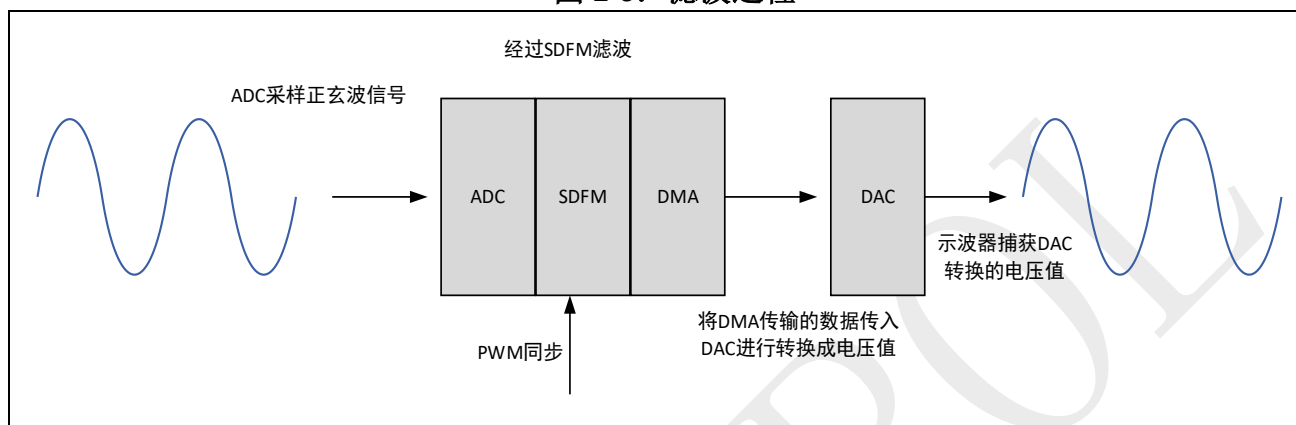 经过SDFM滤波
ADC采样正玄波信号
ADC
SDFM
DMA
DAC
示波器捕获DAC
转换的电压值
将DMA传输的数据传入
DAC进行转换成电压值
PWM同步